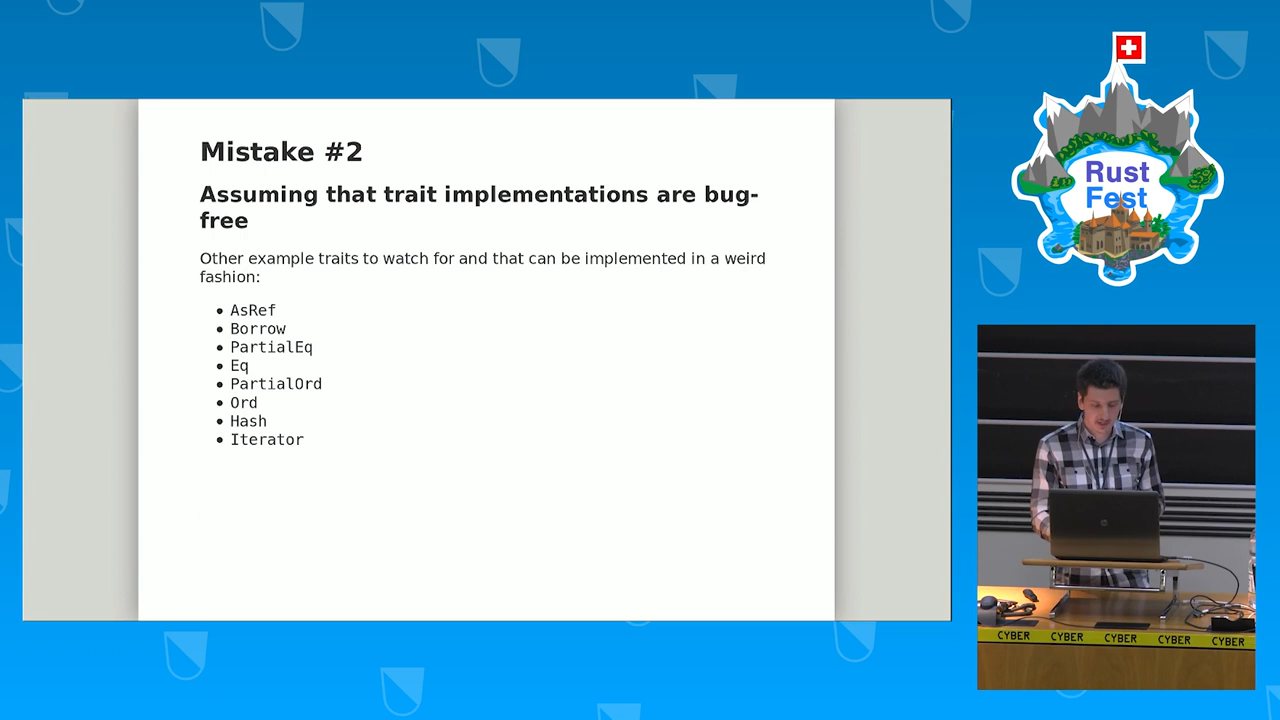 Mistake #2
Assuming that trait implementations are bug-
free
Other example traits to watch for and that can be implemented in a weird
fashion:
• AsRef
• Borrow
• PartialEq
• Eq
• PartialOrd
• Ord
• Hash
• Iterator
Rust
Fest
CYBER CYBER CYBER CYBER CYBER